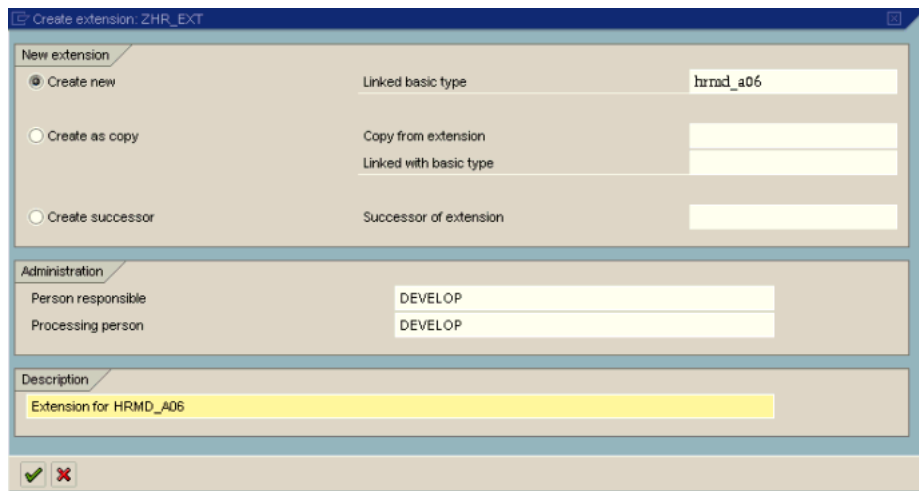 Create extension: ZHR_EXT
New extension
Create new Linked basic type hrmd_a06
Create as copy Copy from extension
Linked with basic type
Create successor Successor of extension
Administration
Person responsible DEVELOP
Processing person DEVELOP
Description
Extension for HRMD_A06